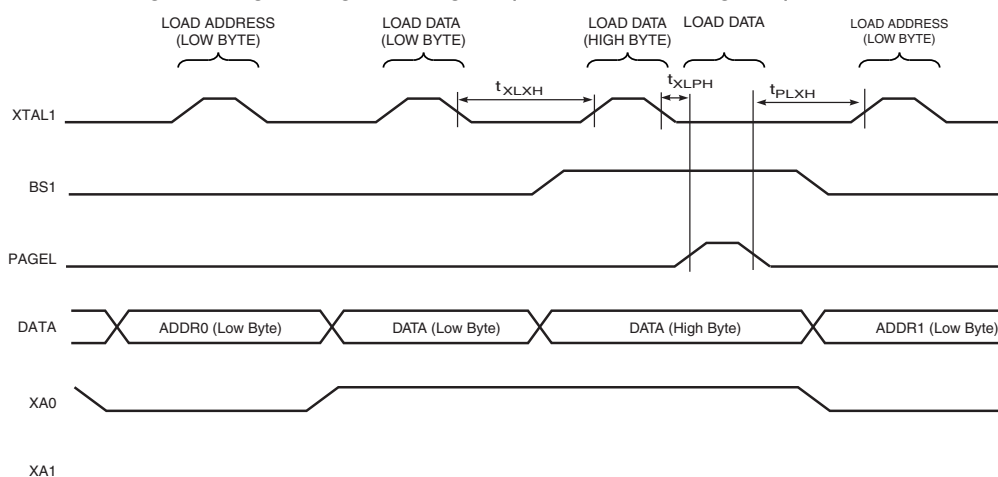 LOAD ADDRESS
(LOW BYTE)
LOAD DATA
(LOW BYTE)
LOAD DATA
(HIGH BYTE)
LOAD DATA
LOAD ADDRESS
(LOW BYTE)
tXLXH
tXLPH
tPLXH
XTAL1
BS1
PAGEL
DATA
ADDR0 (Low Byte)
DATA (Low Byte)
DATA (High Byte)
ADDR1 (Low Byte)
XA0
XA1